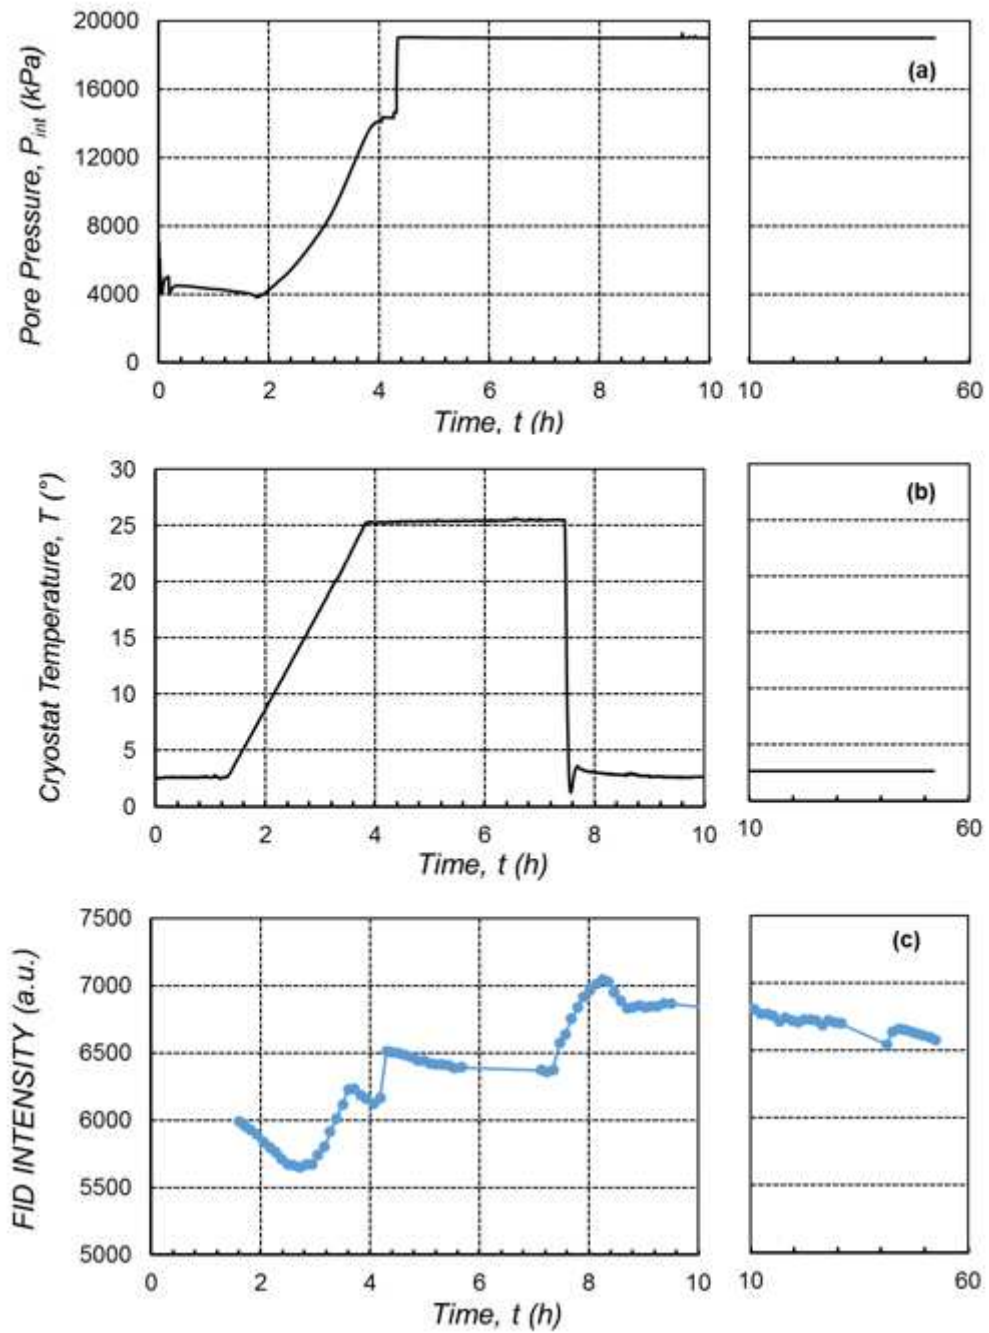 20000
16000
12000
8000
4000
0
Pore Pressure, P_int (kPa)
(a)
0 2 4 6 8 10 10 60
Time, t (h)
30
25
20
15
10
5
0
Cryostat Temperature, T (°)
(b)
0 2 4 6 8 10 10 60
Time, t (h)
7500
7000
6500
6000
5500
5000
FID INTENSITY (a.u.)
(c)
0 2 4 6 8 10 10 60
Time, t (h)